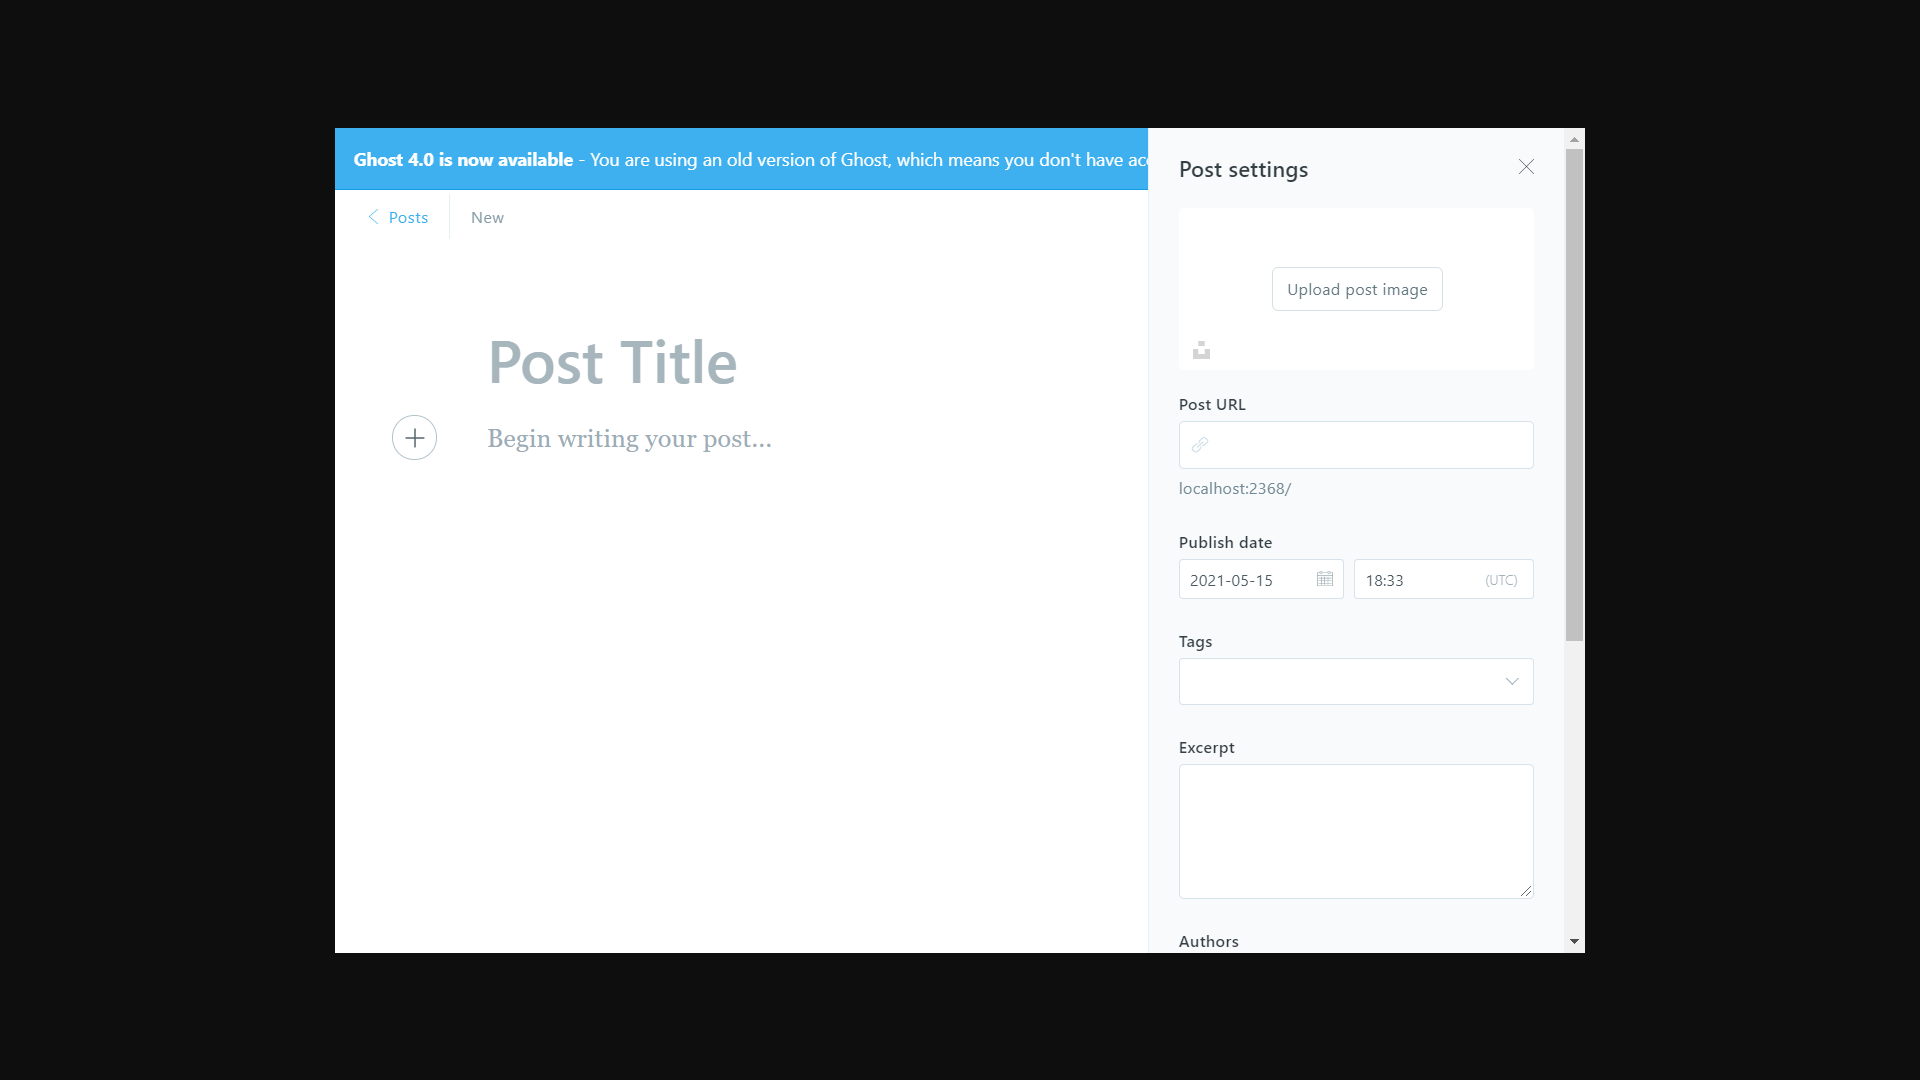 Ghost 4.0 is now available - You are using an old version of Ghost, which means you don't have
Posts
New
Post Title
Begin writing your post...
Post settings
Upload post image
Post URL
localhost:2368/
Publish date
2021-05-15
18:33
(UTC)
Tags
Excerpt
Authors